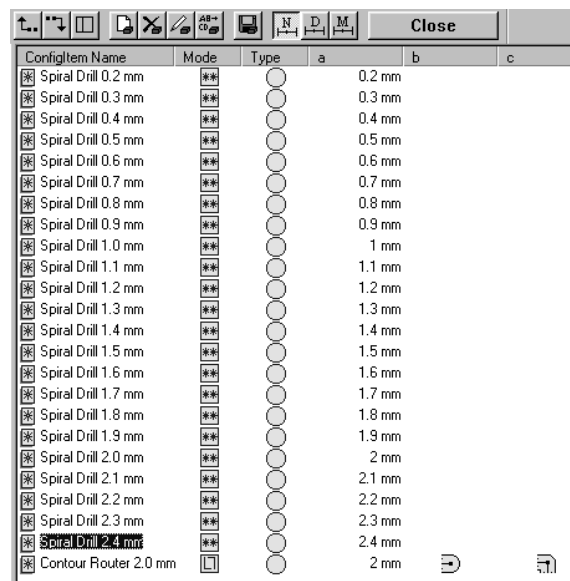 AB→ CD N D M Close
ConfigItem Name Mode Type a b c
Spiral Drill 0.2 mm ** 0.2 mm
Spiral Drill 0.3 mm ** 0.3 mm
Spiral Drill 0.4 mm ** 0.4 mm
Spiral Drill 0.5 mm ** 0.5 mm
Spiral Drill 0.6 mm ** 0.6 mm
Spiral Drill 0.7 mm ** 0.7 mm
Spiral Drill 0.8 mm ** 0.8 mm
Spiral Drill 0.9 mm ** 0.9 mm
Spiral Drill 1.0 mm ** 1 mm
Spiral Drill 1.1 mm ** 1.1 mm
Spiral Drill 1.2 mm ** 1.2 mm
Spiral Drill 1.3 mm ** 1.3 mm
Spiral Drill 1.4 mm ** 1.4 mm
Spiral Drill 1.5 mm ** 1.5 mm
Spiral Drill 1.6 mm ** 1.6 mm
Spiral Drill 1.7 mm ** 1.7 mm
Spiral Drill 1.8 mm ** 1.8 mm
Spiral Drill 1.9 mm ** 1.9 mm
Spiral Drill 2.0 mm ** 2 mm
Spiral Drill 2.1 mm ** 2.1 mm
Spiral Drill 2.2 mm ** 2.2 mm
Spiral Drill 2.3 mm ** 2.3 mm
Spiral Drill 2.4 mm ** 2.4 mm
Contour Router 2.0 mm 2 mm